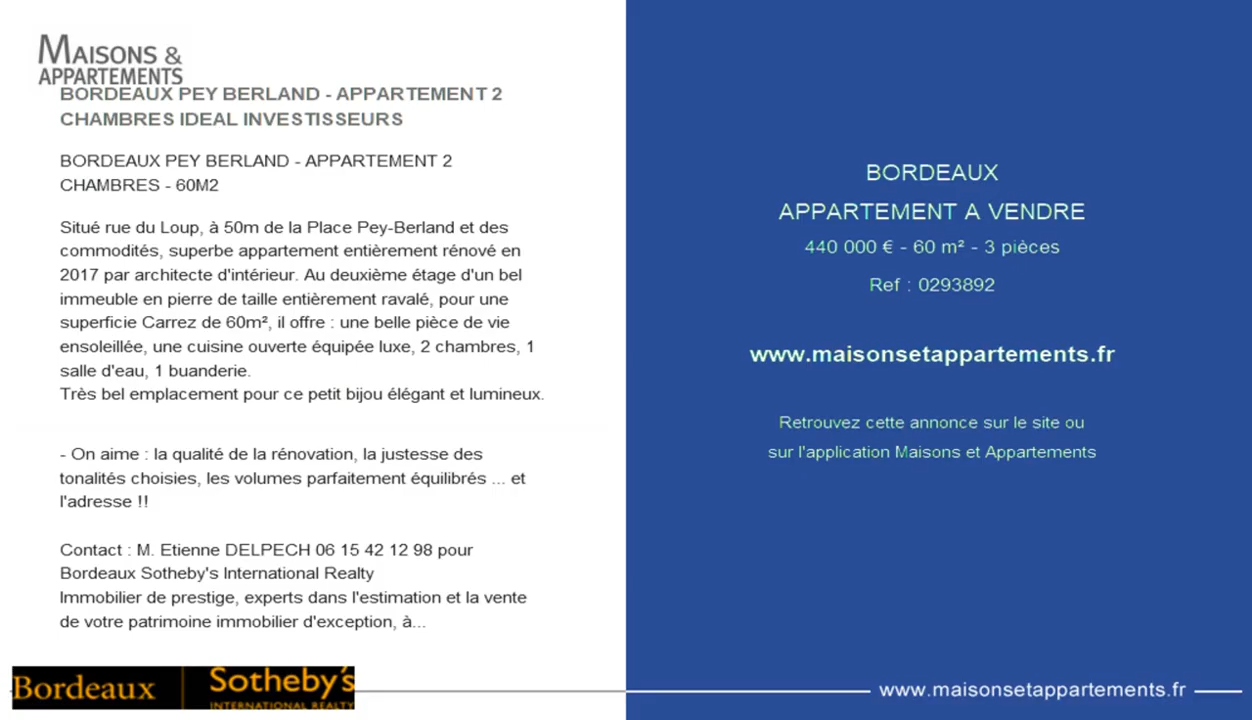 MAISONS &
APPARTEMENTS
BORDEAUX PEY BERLAND - APPARTEMENT 2
CHAMBRES IDEAL INVESTISSEURS
BORDEAUX PEY BERLAND - APPARTEMENT 2
CHAMBRES - 60M2
Situé rue du Loup, à 50m de la Place Pey-Berland et des
commodités, superbe appartement entièrement rénové en
2017 par architecte d'intérieur. Au deuxième étage d'un bel
immeuble en pierre de taille entièrement ravalé, pour une
superficie Carrez de 60m², il offre : une belle pièce de vie
ensoleillée, une cuisine ouverte équipée luxe, 2 chambres, 1
salle d'eau, 1 buanderie.
Très bel emplacement pour ce petit bijou élégant et lumineux.
- On aime : la qualité de la rénovation, la justesse des
tonalités choisies, les volumes parfaitement équilibrés ... et
l'adresse !!
Contact : M. Etienne DELPECH 06 15 42 12 98 pour
Bordeaux Sotheby's International Realty
Immobilier de prestige, experts dans l'estimation et la vente
de votre patrimoine immobilier d'exception, à...
Bordeaux Sotheby's
INTERNATIONAL REALTY
BORDEAUX
APPARTEMENT A VENDRE
440 000 € - 60 m² - 3 pièces
Ref : 0293892
www.maisonsetappartements.fr
Retrouvez cette annonce sur le site ou
sur l'application Maisons et Appartements
www.maisonsetappartements.fr